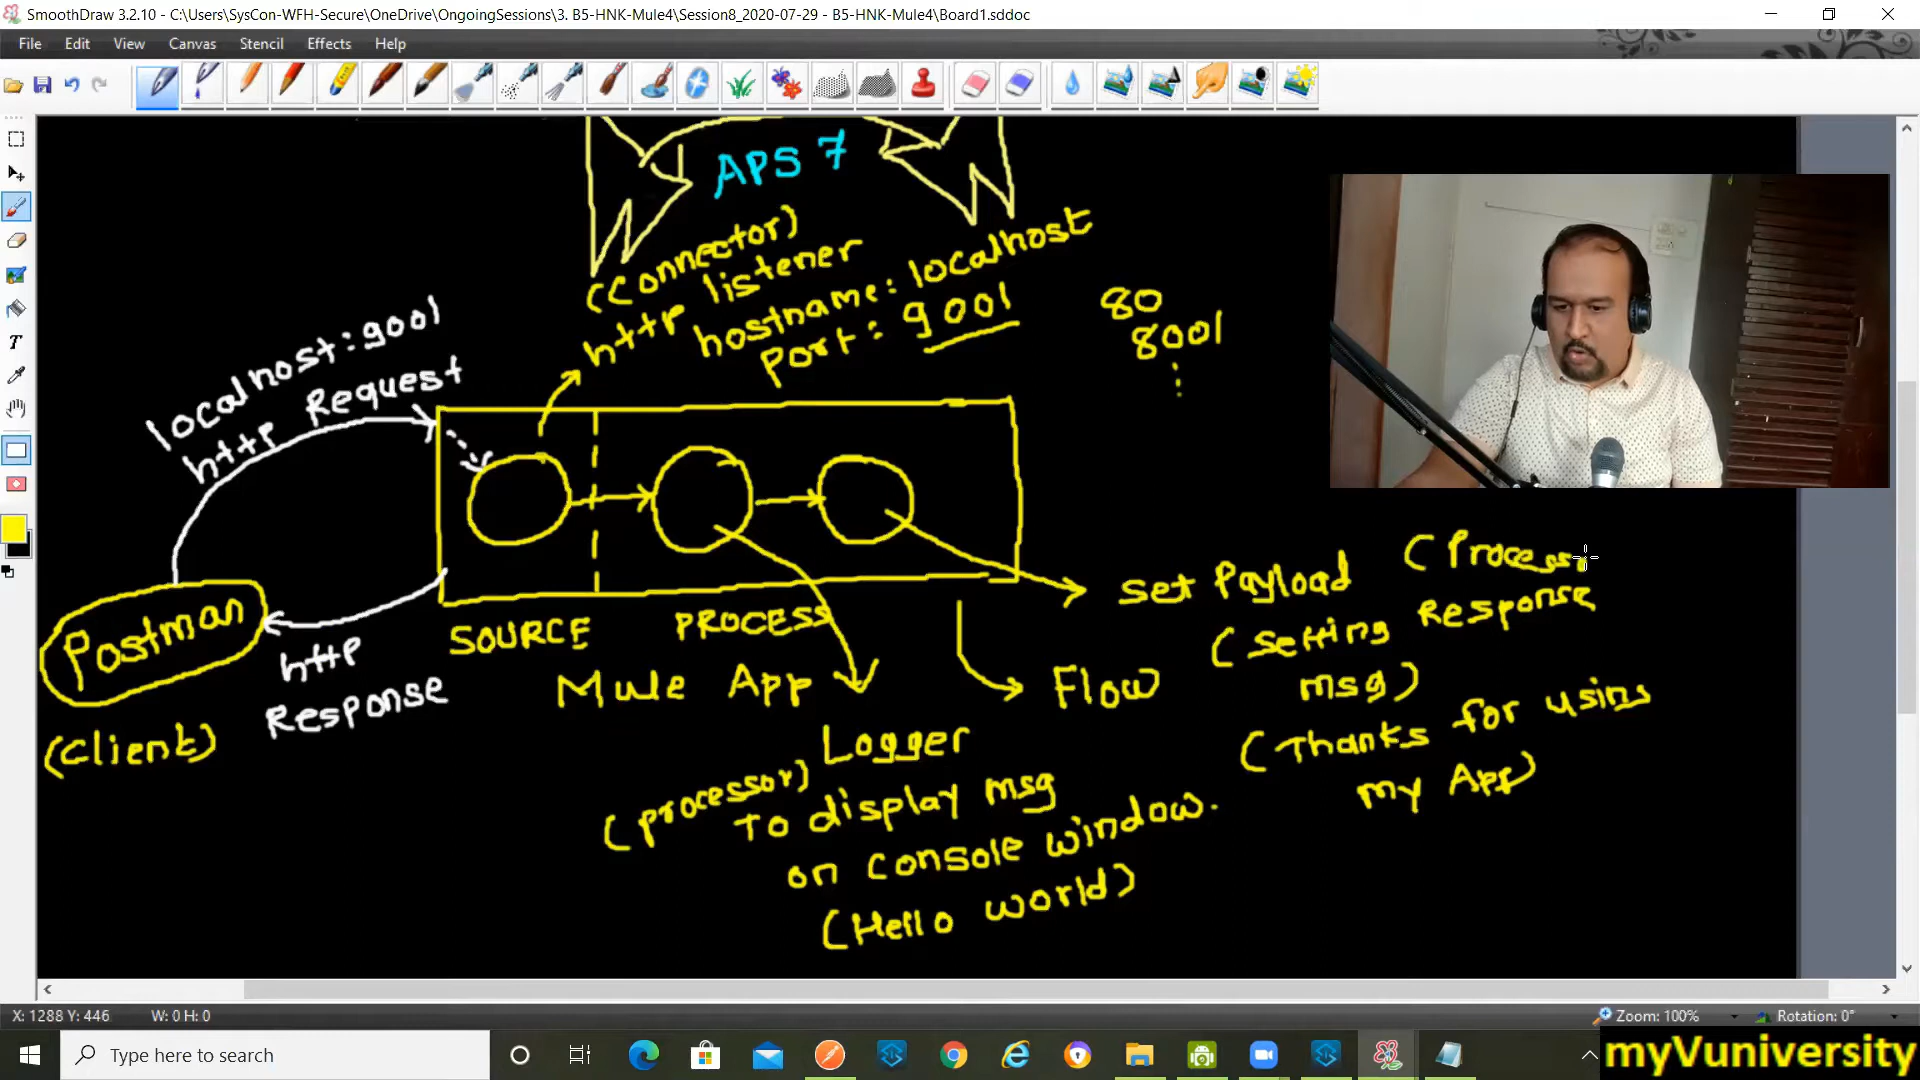 SmoothDraw 3.2.10 - C:\Users\SysCon-WFH-Secure\OneDrive\OngoingSessions\3. B5-HNK-Mule4\Session8_2020-07-29 - B5-HNK-Mule4\Board1.sddoc
File Edit View Canvas Stencil Effects Help
APS 7
(Connector)
http listener
hostname: localhost
Port: 9001
80
8001
localhost:9001
http Request
Postman
(Client)
http
Response
SOURCE
PROCESS
Mule App
Flow
Set Payload (Process
(Setting Response
msg)
(Thanks for using
my App)
Logger
(processor)
To display msg
on console window.
(Hello world)
X: 1288 Y: 446 W: 0 H: 0
Zoom: 100% Rotation: 0°
Type here to search
myVuniversity